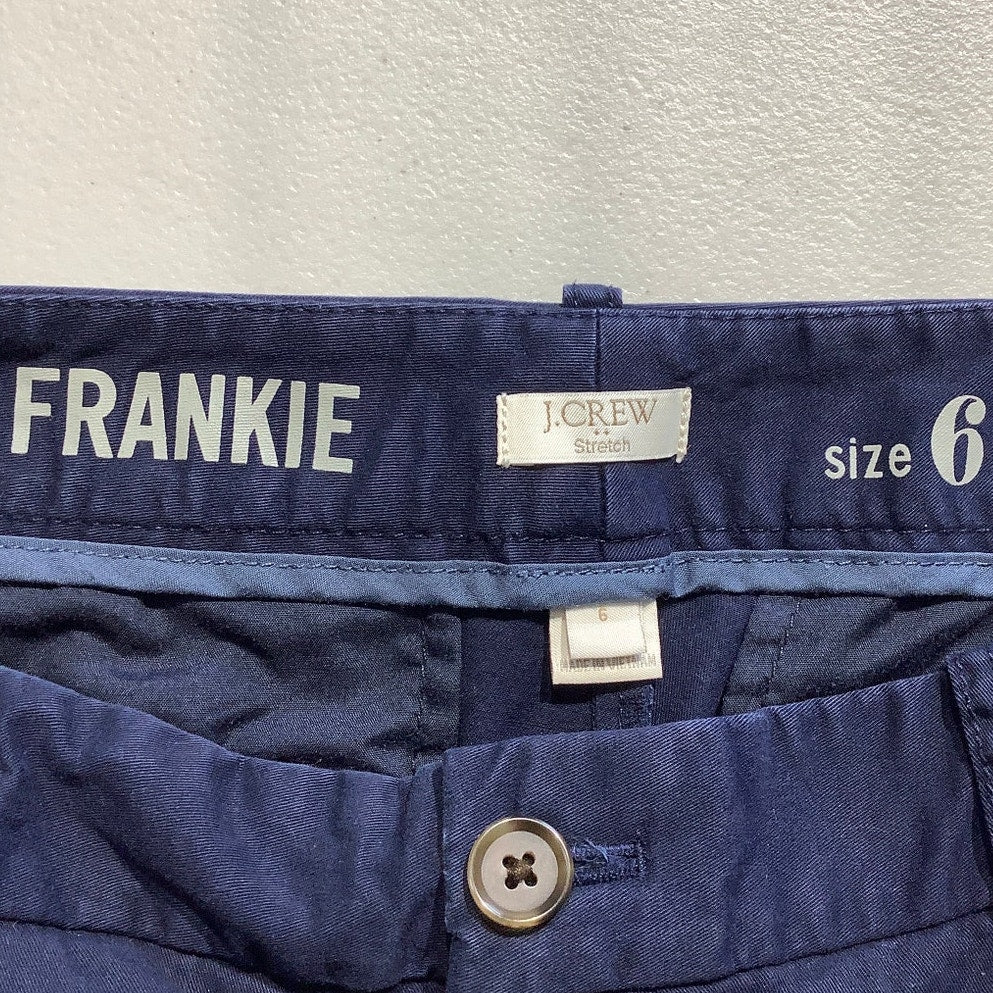 FRANKIE
J.CREW
Stretch
size 6
6
MADE IN VIETNAM